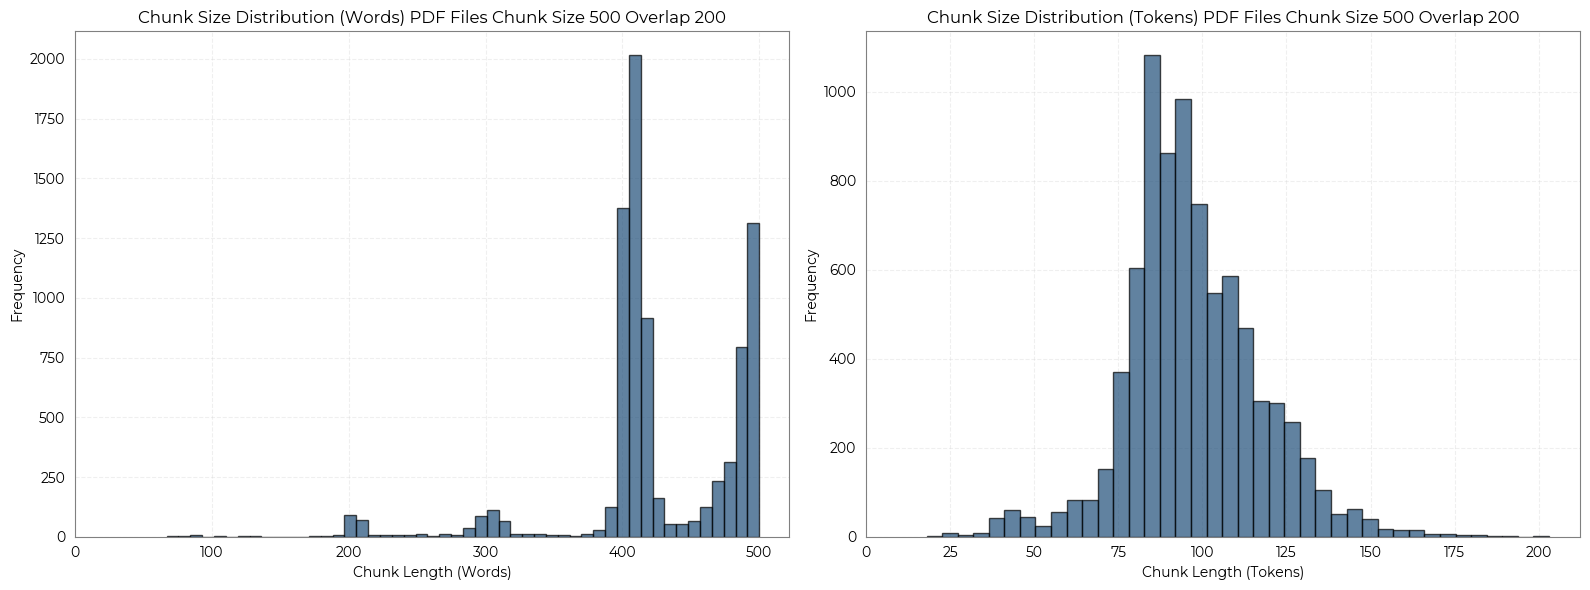 Chunk Size Distribution (Words) PDF Files Chunk Size 500 Overlap 200
2000
1750
1500
1250
1000
750
500
250
0
Frequency
0 100 200 300 400 500
Chunk Length (Words)
Chunk Size Distribution (Tokens) PDF Files Chunk Size 500 Overlap 200
1000
800
600
400
200
0
Frequency
0 25 50 75 100 125 150 175 200
Chunk Length (Tokens)